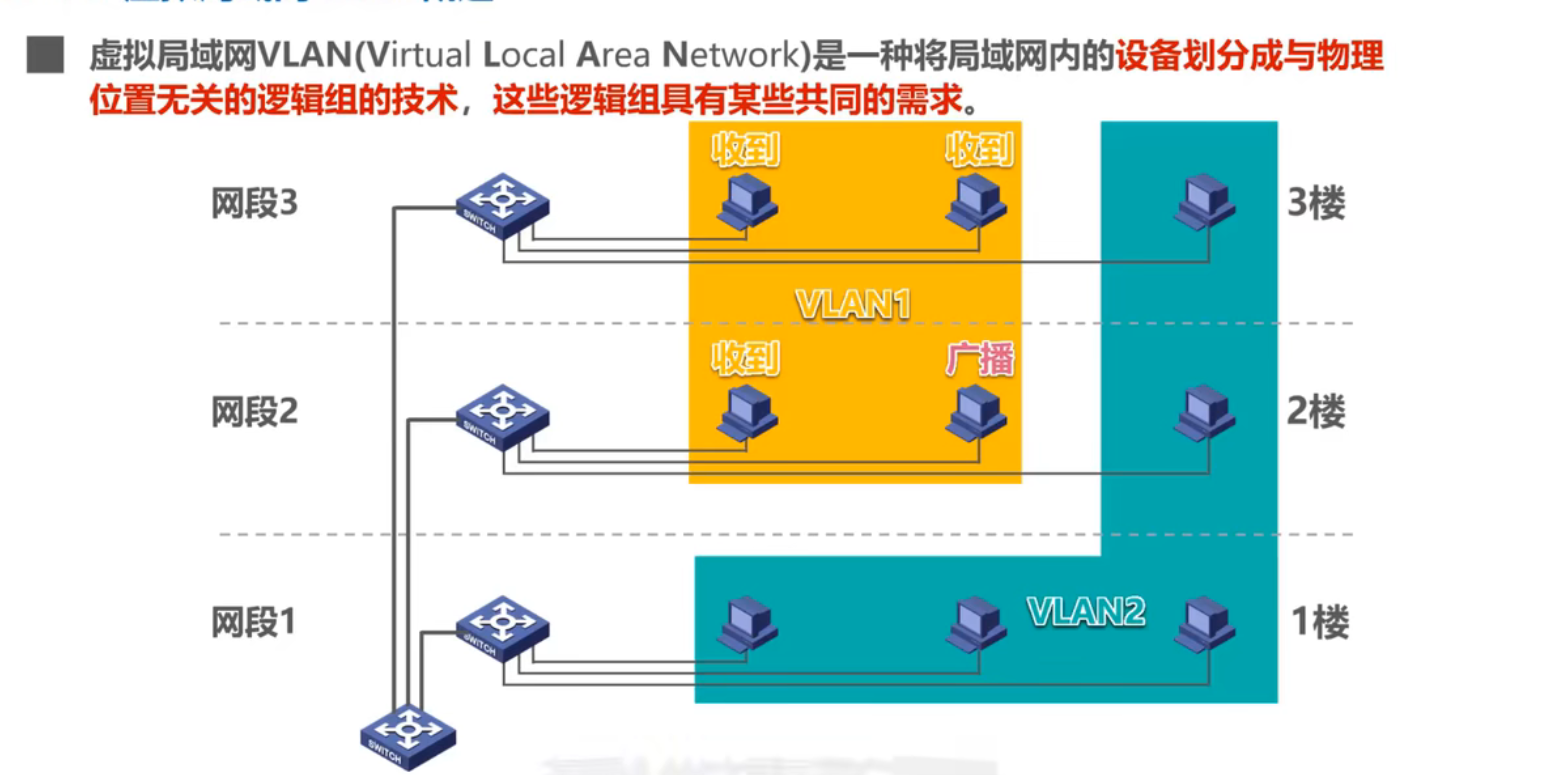 虚拟局域网VLAN(Virtual Local Area Network)是一种将局域网内的设备划分成与物理
位置无关的逻辑组的技术，这些逻辑组具有某些共同的需求。
收到 收到
网段3 SWITCH 3楼
VLAN1
收到 广播
网段2 SWITCH 2楼
VLAN2
网段1 SWITCH 1楼
SWITCH